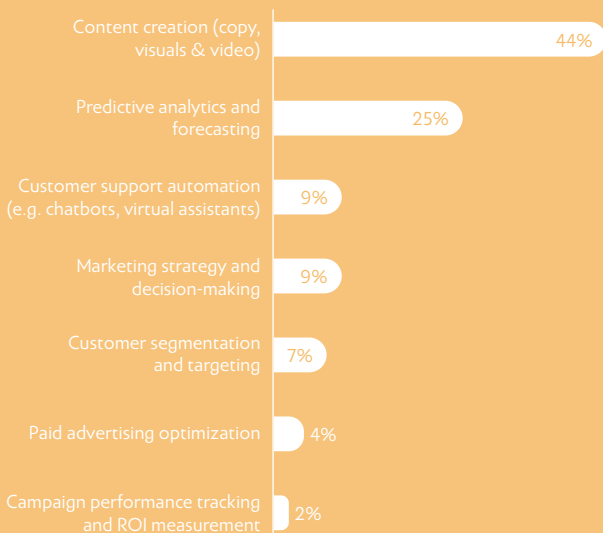 Content creation (copy,
visuals & video)
44%
Predictive analytics and
forecasting
25%
Customer support automation
(e.g. chatbots, virtual assistants)
9%
Marketing strategy and
decision-making
9%
Customer segmentation
and targeting
7%
Paid advertising optimization
4%
Campaign performance tracking
and ROI measurement
2%